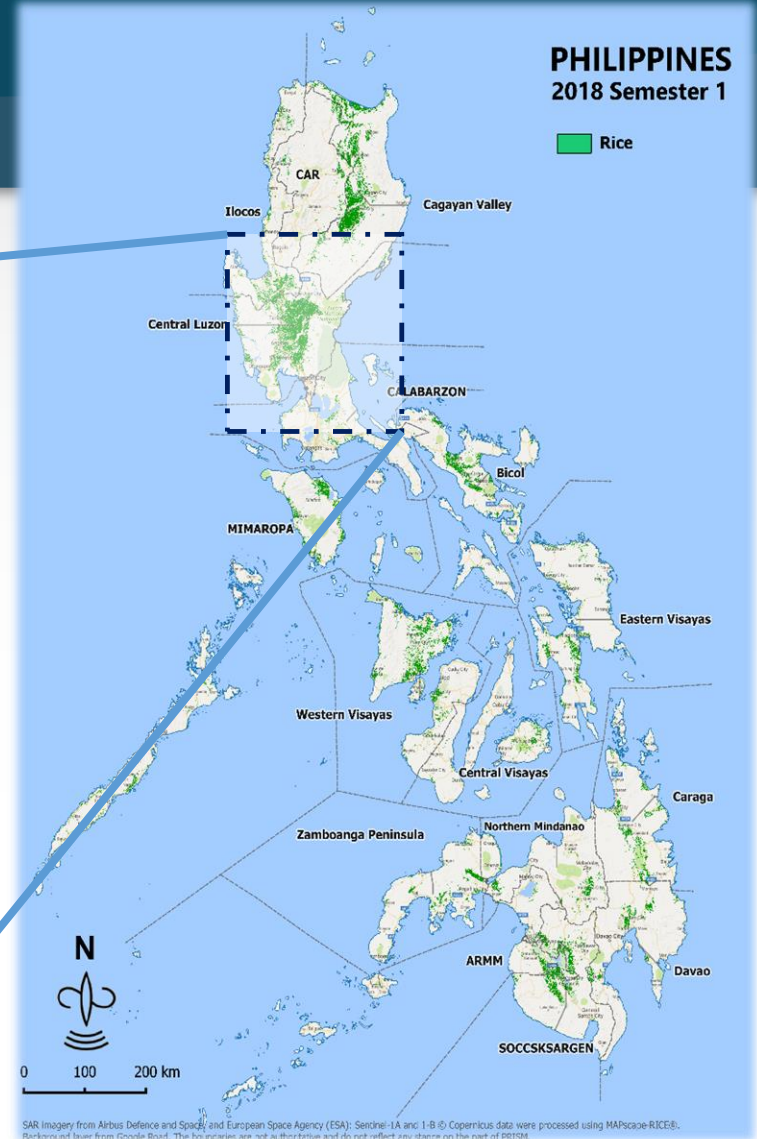 PHILIPPINES
2018 Semester 1
Rice
CAR
Ilocos
Cagayan Valley
Central Luzon
CALABARZON
Bicol
MIMAROPA
Eastern Visayas
Western Visayas
Central Visayas
Caraga
Zamboanga Peninsula
Northern Mindanao
ARMM
Davao
SOCCSKSARGEN
N
0 100 200 km
SAR imagery from Airbus Defence and Space, and European Space Agency (ESA): Sentinel-1A and 1-B © Copernicus data were processed using MAPscape-RICE®.
Background layer from Google Road. The boundaries are not authoritative and do not reflect any stance on the part of PRISM.